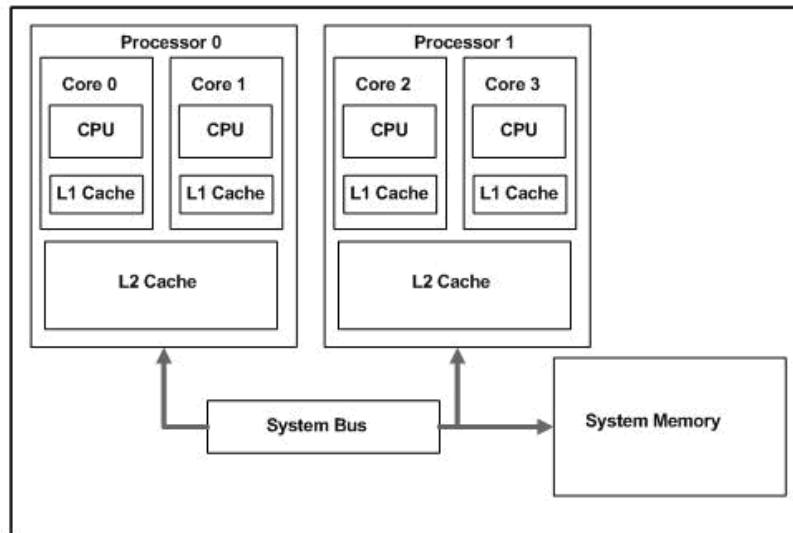 Processor 0
Core 0
CPU
L1 Cache
Core 1
CPU
L1 Cache
L2 Cache
Processor 1
Core 2
CPU
L1 Cache
Core 3
CPU
L1 Cache
L2 Cache
System Bus
System Memory